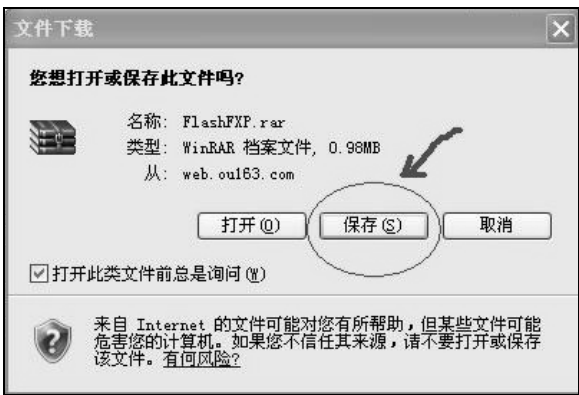 文件下载
您想打开或保存此文件吗?
名称: FlashFXP.rar
类型: WinRAR 档案文件, 0.98MB
从: web.ou163.com
打开(O) 保存(S) 取消
打开此类文件前总是询问(W)
来自 Internet 的文件可能对您有所帮助，但某些文件可能
危害您的计算机。如果您不信任其来源，请不要打开或保存
该文件。有何风险?